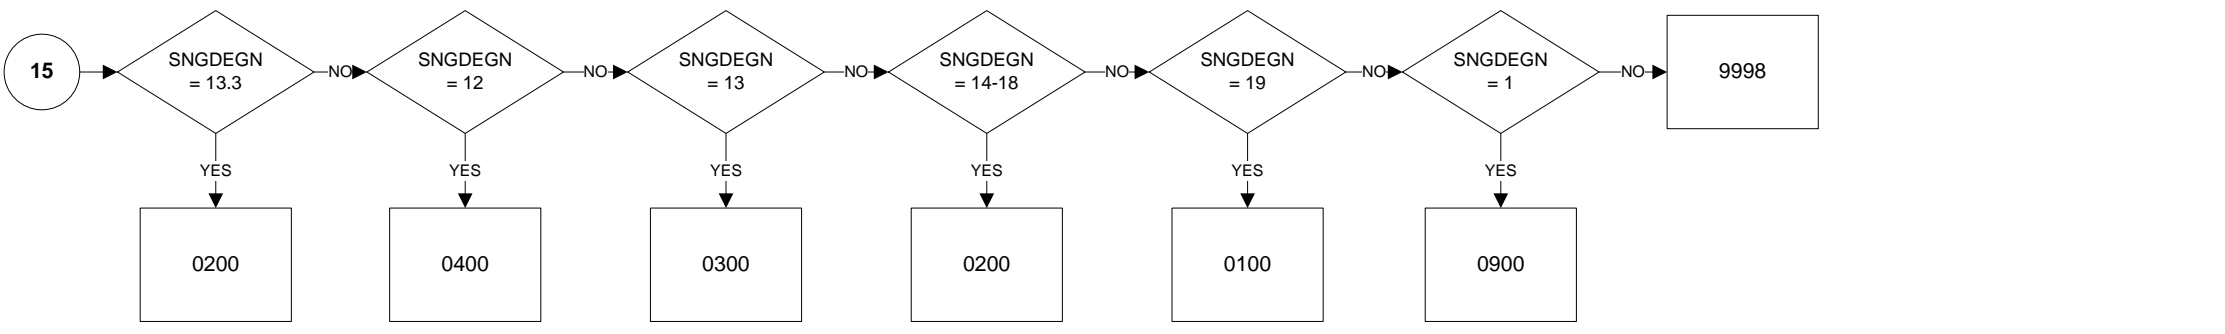 15
SNGDEGN
= 13.3
NO
SNGDEGN
= 12
NO
SNGDEGN
= 13
NO
SNGDEGN
= 14-18
NO
SNGDEGN
= 19
NO
SNGDEGN
= 1
NO
9998
YES
YES
YES
YES
YES
YES
0200
0400
0300
0200
0100
0900